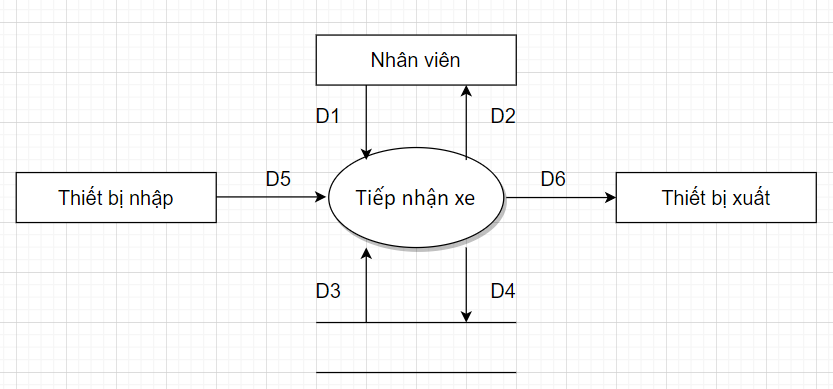 Nhân viên
D1
D2
Thiết bị nhập
D5
Tiếp nhận xe
D6
Thiết bị xuất
D3
D4